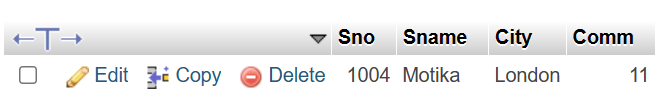 Sno Sname City Comm
Edit Copy Delete 1004 Motika London 11